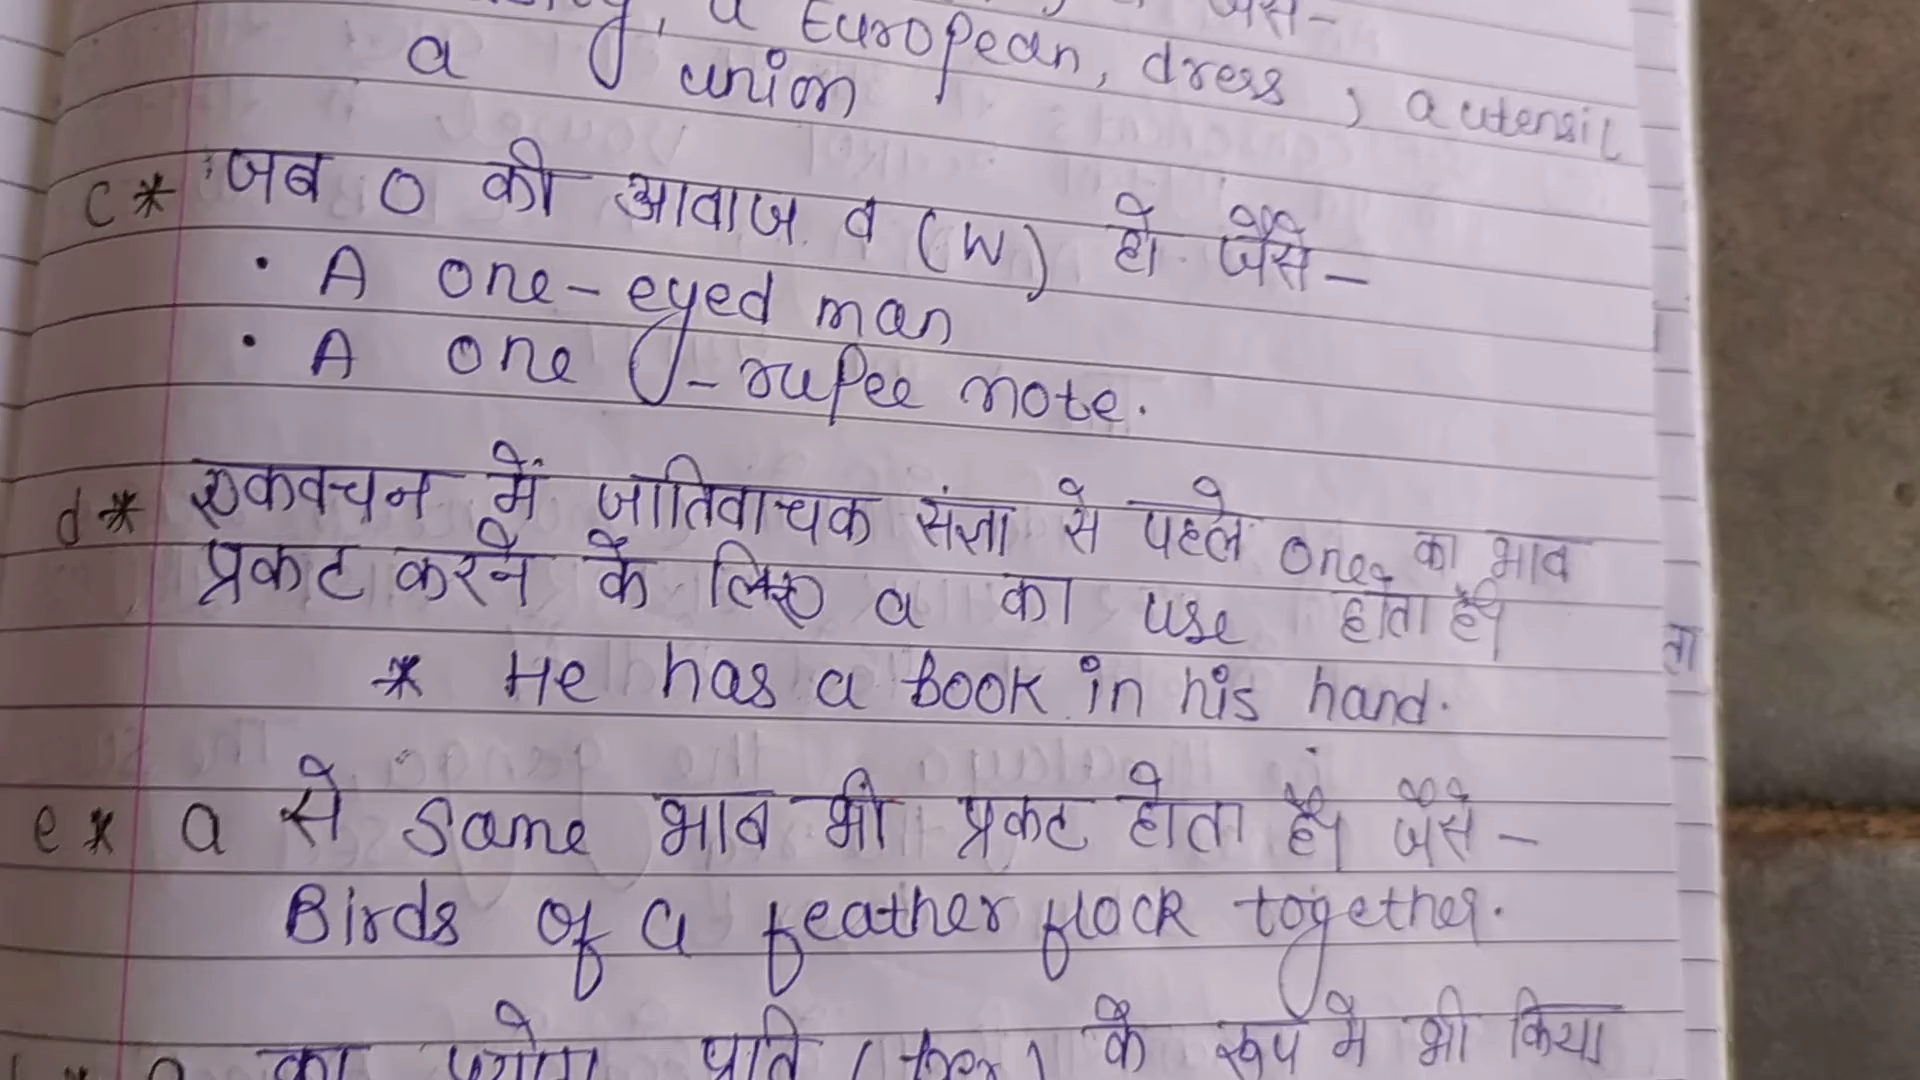 जैसे-
a European, dress, a utensil
a union
c* जब o की आवाज व (W) हो जैसे-
• A one-eyed man
• A one-rupee note.
d* एकवचन में जातिवाचक संज्ञा से पहले one का भाव
प्रकट करने के लिए a का use होता है।
* He has a book in his hand.
e* a से same भाव भी प्रकट होता है। जैसे-
Birds of a feather flock together.
a का प्रयोग प्रति (per) के रूप मे भी किया